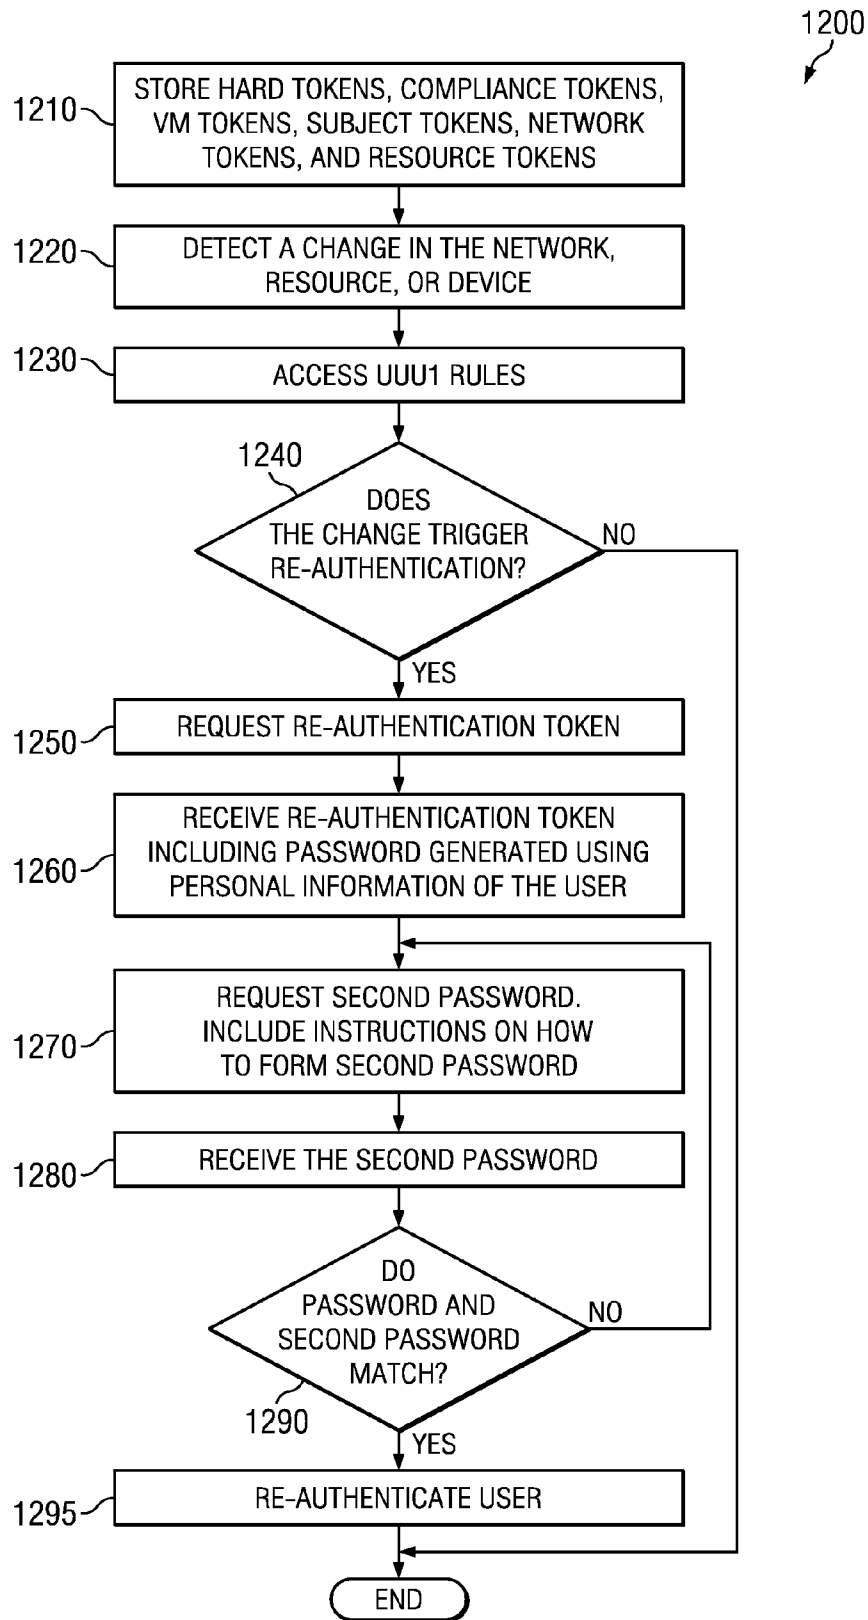 1200
1210
STORE HARD TOKENS, COMPLIANCE TOKENS,
VM TOKENS, SUBJECT TOKENS, NETWORK
TOKENS, AND RESOURCE TOKENS
1220
DETECT A CHANGE IN THE NETWORK,
RESOURCE, OR DEVICE
1230
ACCESS UUU1 RULES
1240
DOES
THE CHANGE TRIGGER
RE-AUTHENTICATION?
NO
YES
1250
REQUEST RE-AUTHENTICATION TOKEN
1260
RECEIVE RE-AUTHENTICATION TOKEN
INCLUDING PASSWORD GENERATED USING
PERSONAL INFORMATION OF THE USER
1270
REQUEST SECOND PASSWORD.
INCLUDE INSTRUCTIONS ON HOW
TO FORM SECOND PASSWORD
1280
RECEIVE THE SECOND PASSWORD
DO
PASSWORD AND
SECOND PASSWORD
MATCH?
NO
1290
YES
1295
RE-AUTHENTICATE USER
END